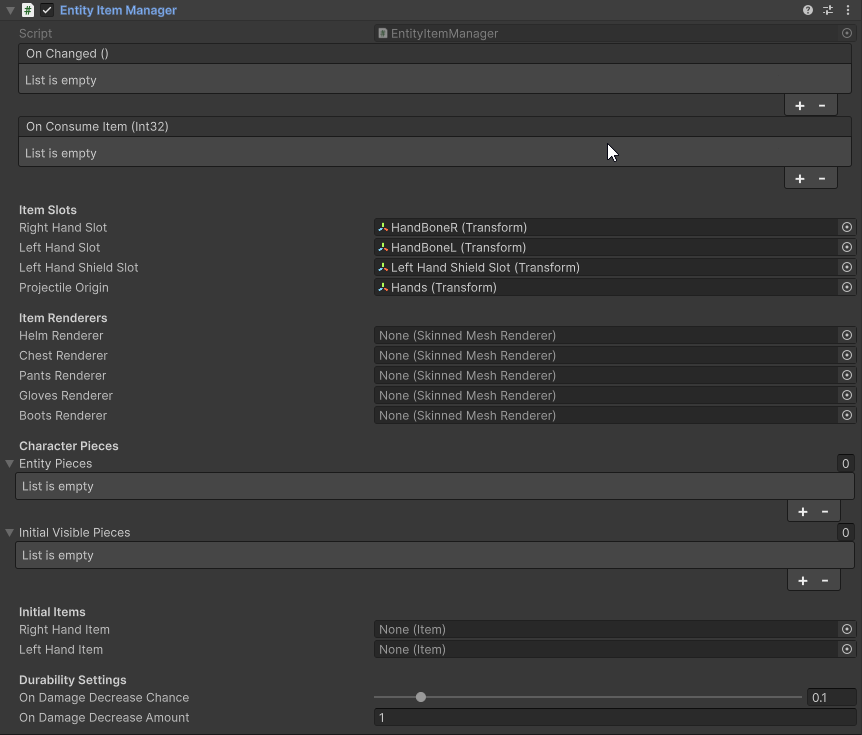 Entity Item Manager
Script EntityItemManager
On Changed ()
List is empty
+ -
On Consume Item (Int32)
List is empty
+ -
Item Slots
Right Hand Slot HandBoneR (Transform)
Left Hand Slot HandBoneL (Transform)
Left Hand Shield Slot Left Hand Shield Slot (Transform)
Projectile Origin Hands (Transform)
Item Renderers
Helm Renderer None (Skinned Mesh Renderer)
Chest Renderer None (Skinned Mesh Renderer)
Pants Renderer None (Skinned Mesh Renderer)
Gloves Renderer None (Skinned Mesh Renderer)
Boots Renderer None (Skinned Mesh Renderer)
Character Pieces
Entity Pieces 0
List is empty
+ -
Initial Visible Pieces 0
List is empty
+ -
Initial Items
Right Hand Item None (Item)
Left Hand Item None (Item)
Durability Settings
On Damage Decrease Chance 0.1
On Damage Decrease Amount 1